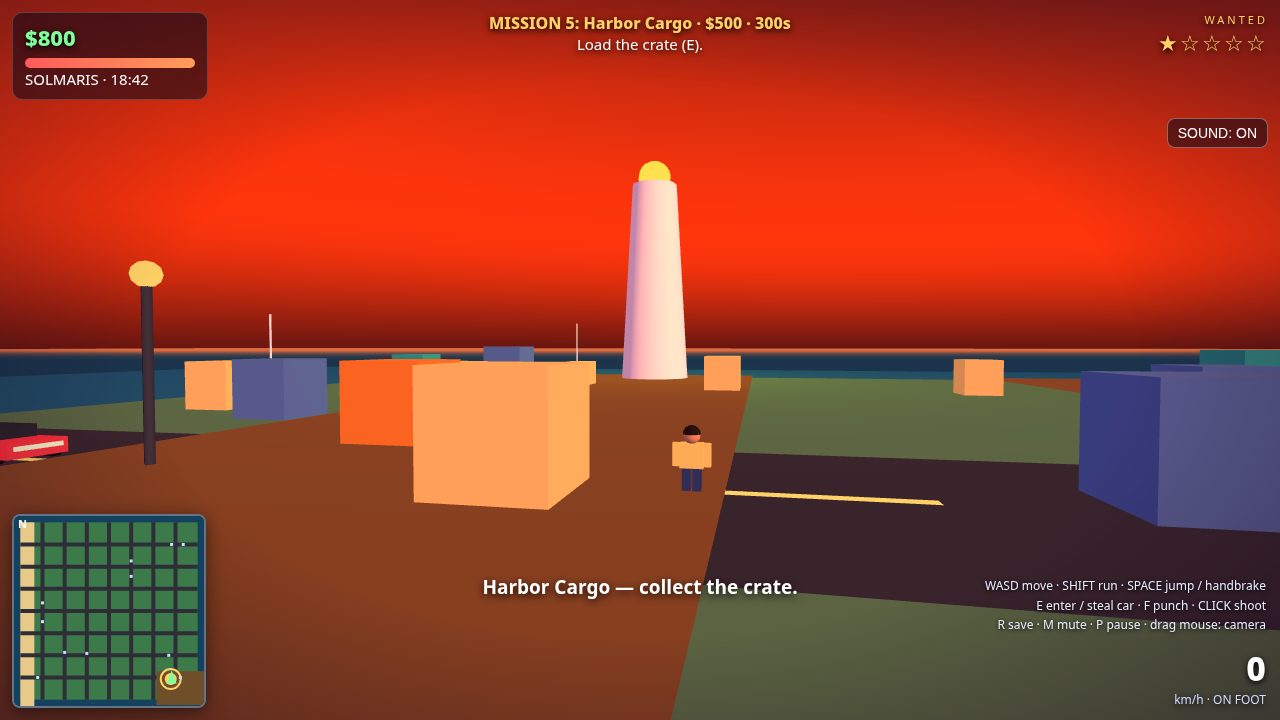 $800
SOLMARIS · 18:42
MISSION 5: Harbor Cargo · $500 · 300s
Load the crate (E).
WANTED
★☆☆☆☆
SOUND: ON
N
Harbor Cargo — collect the crate.
WASD move · SHIFT run · SPACE jump / handbrake
E enter / steal car · F punch · CLICK shoot
R save · M mute · P pause · drag mouse: camera
0
km/h · ON FOOT